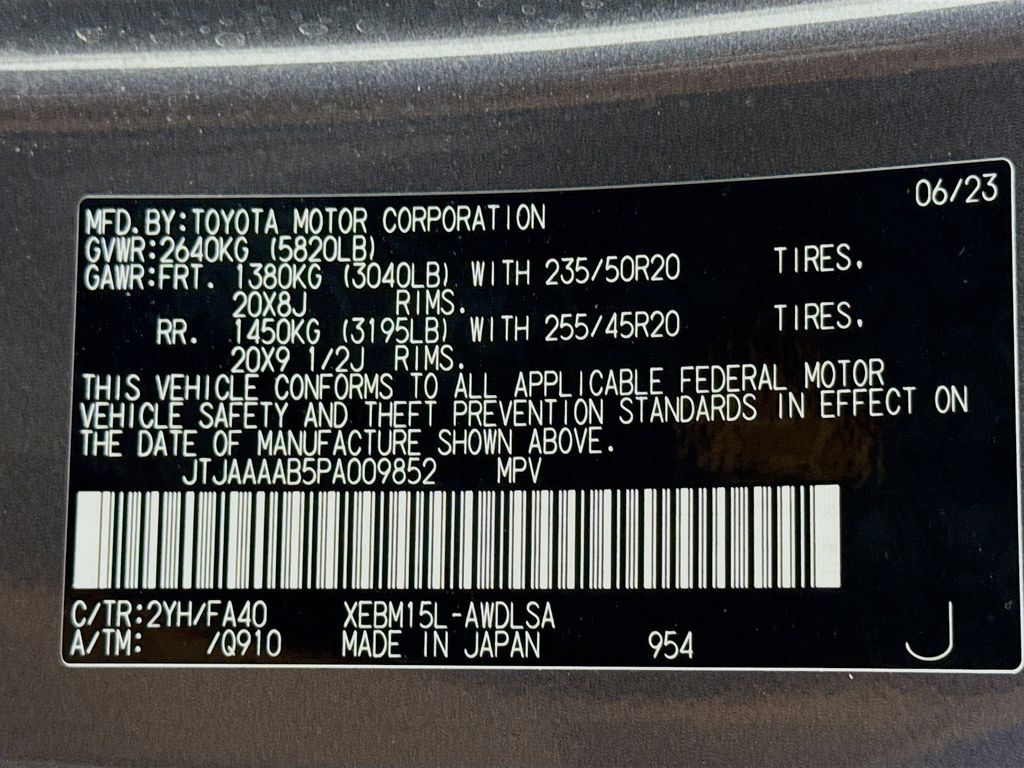 06/23
MFD.BY:TOYOTA MOTOR CORPORATION
GVWR:2640KG (5820LB)
GAWR:FRT. 1380KG (3040LB) WITH 235/50R20 TIRES.
20X8J RIMS.
RR. 1450KG (3195LB) WITH 255/45R20 TIRES.
20X9 1/2J RIMS.
THIS VEHICLE CONFORMS TO ALL APPLICABLE FEDERAL MOTOR
VEHICLE SAFETY AND THEFT PREVENTION STANDARDS IN EFFECT ON
THE DATE OF MANUFACTURE SHOWN ABOVE.
JTJAAAAB5PA009852 MPV
C/TR:2YH/FA40 XEBM15L-AWDLSA
A/TM: /Q910 MADE IN JAPAN 954 J